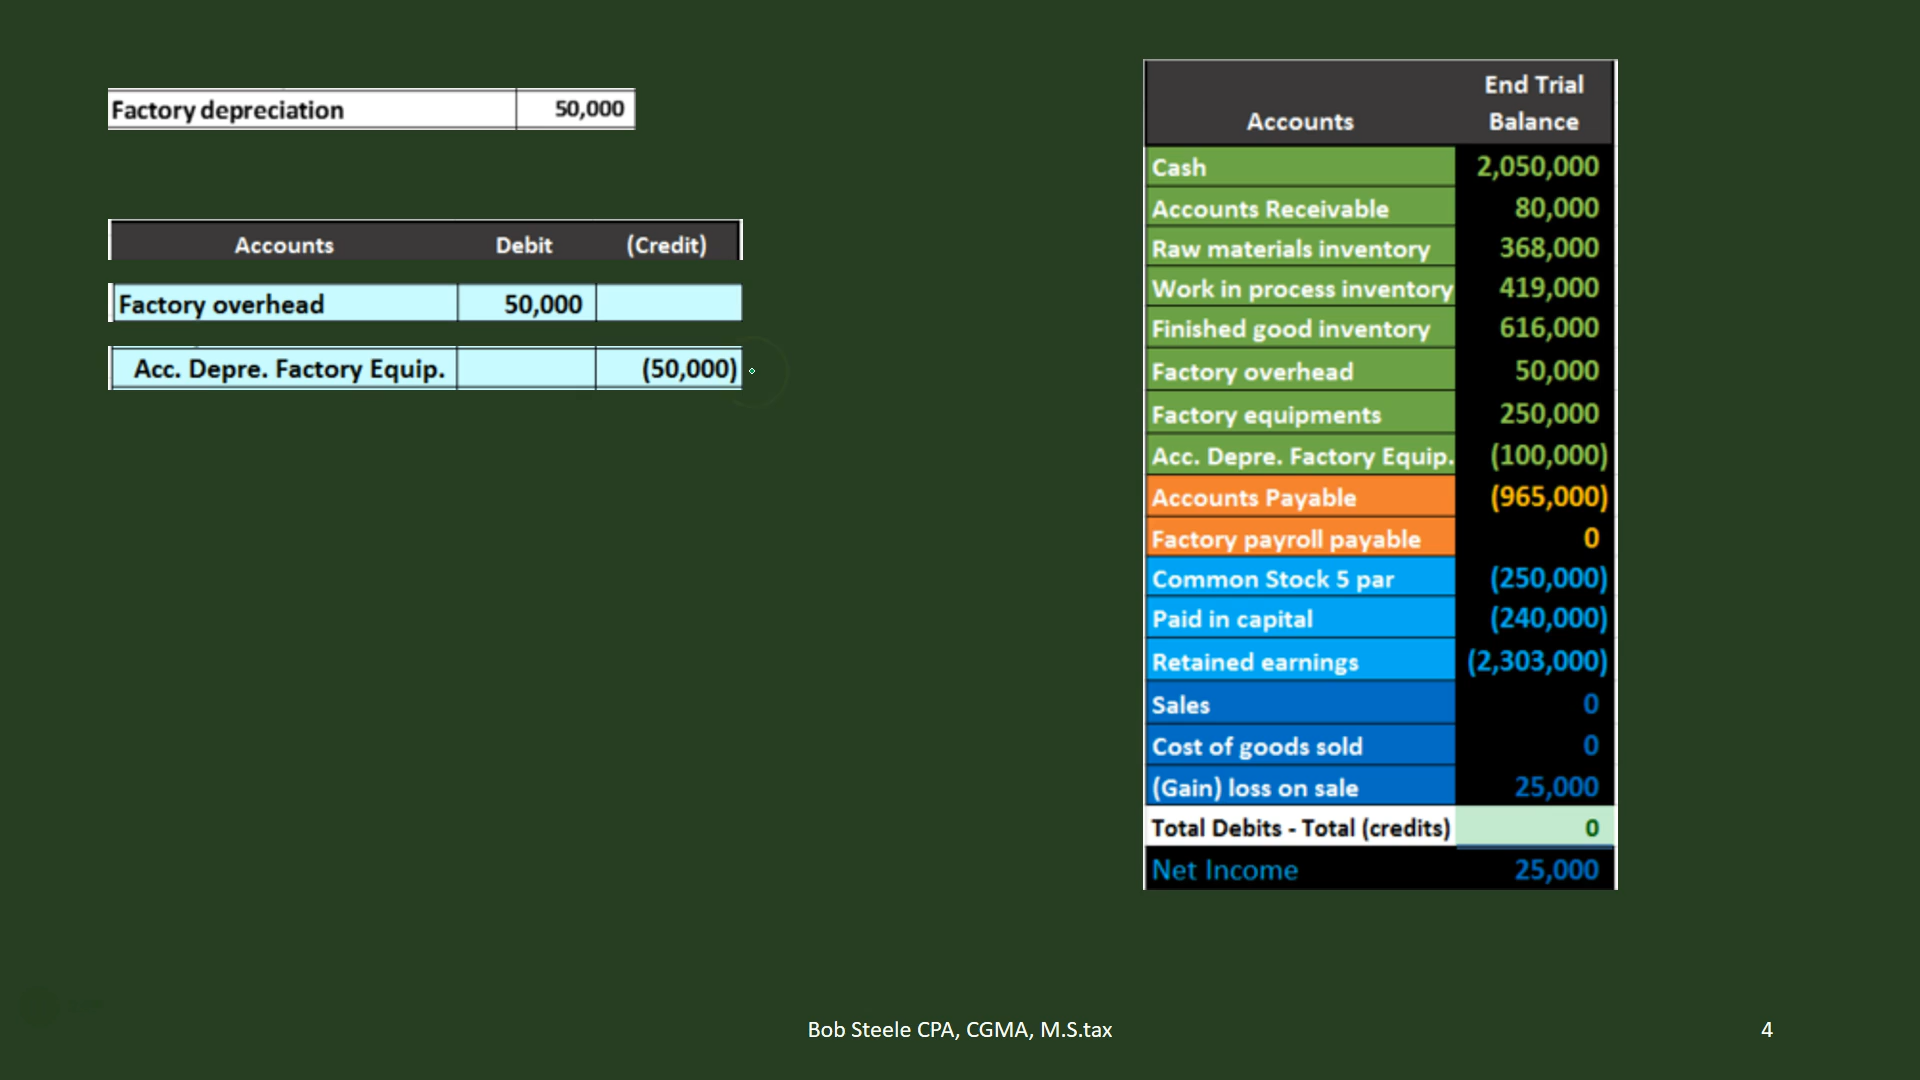 Factory depreciation 50,000
Accounts Debit (Credit)
Factory overhead 50,000
Acc. Depre. Factory Equip. (50,000)
End Trial
Accounts Balance
Cash 2,050,000
Accounts Receivable 80,000
Raw materials inventory 368,000
Work in process inventory 419,000
Finished good inventory 616,000
Factory overhead 50,000
Factory equipments 250,000
Acc. Depre. Factory Equip. (100,000)
Accounts Payable (965,000)
Factory payroll payable 0
Common Stock 5 par (250,000)
Paid in capital (240,000)
Retained earnings (2,303,000)
Sales 0
Cost of goods sold 0
(Gain) loss on sale 25,000
Total Debits - Total (credits) 0
Net Income 25,000
Bob Steele CPA, CGMA, M.S.tax 4